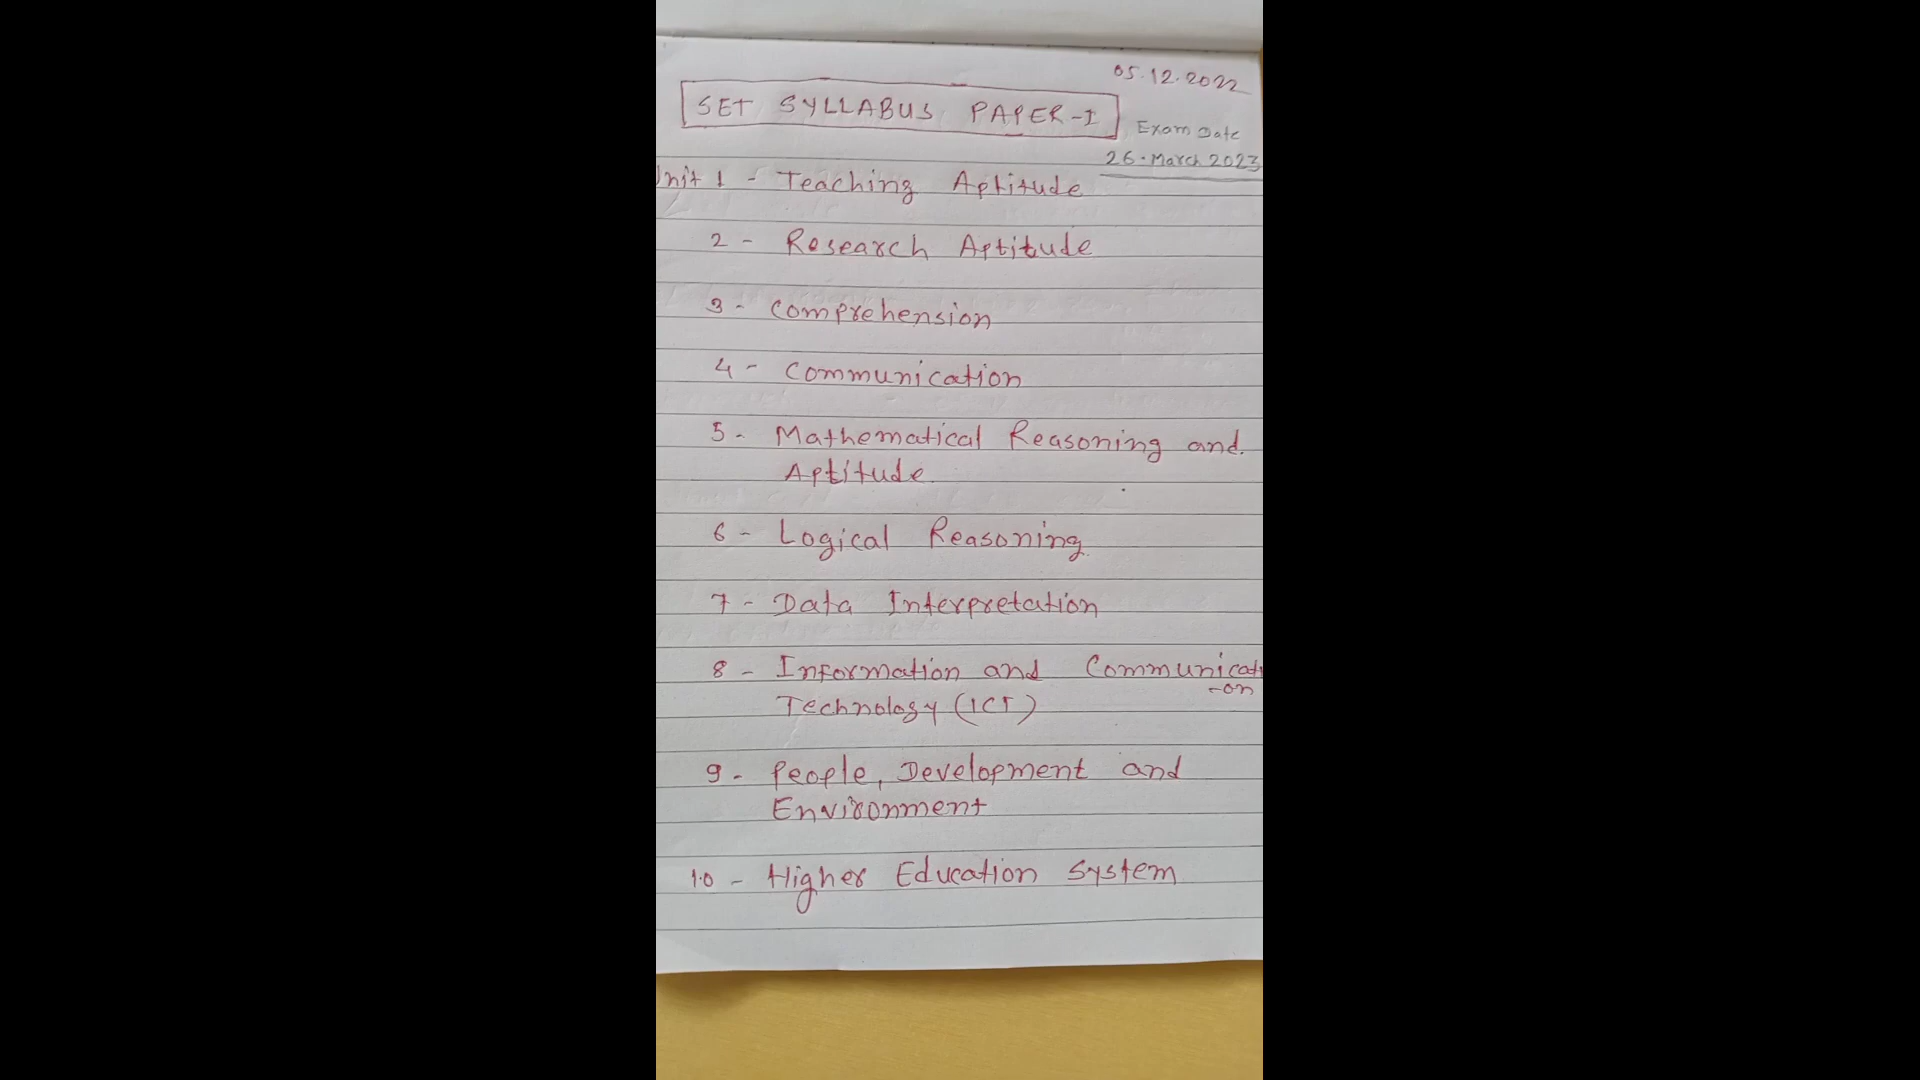 05.12.2022
SET SYLLABUS PAPER-I
Exam Date
26-March 2023
Unit 1 - Teaching Aptitude
2 - Research Aptitude
3 - Comprehension
4 - Communication
5 - Mathematical Reasoning and
Aptitude
6 - Logical Reasoning
7 - Data Interpretation
8 - Information and Communicati
-on
Technology (ICT)
9 - People, Development and
Environment
10 - Higher Education System